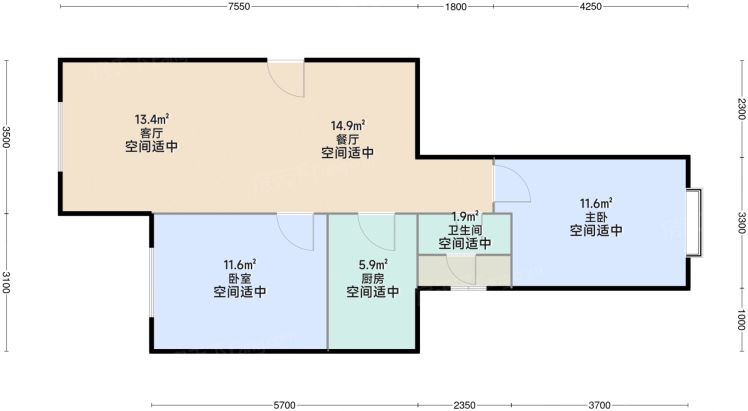 7550
1800
4250
13.4㎡
客厅
空间适中
14.9㎡
餐厅
空间适中
11.6㎡
主卧
空间适中
1.9㎡
卫生间
空间适中
11.6㎡
卧室
空间适中
5.9㎡
厨房
空间适中
3500
3100
2300
3300
1000
5700
2350
3700